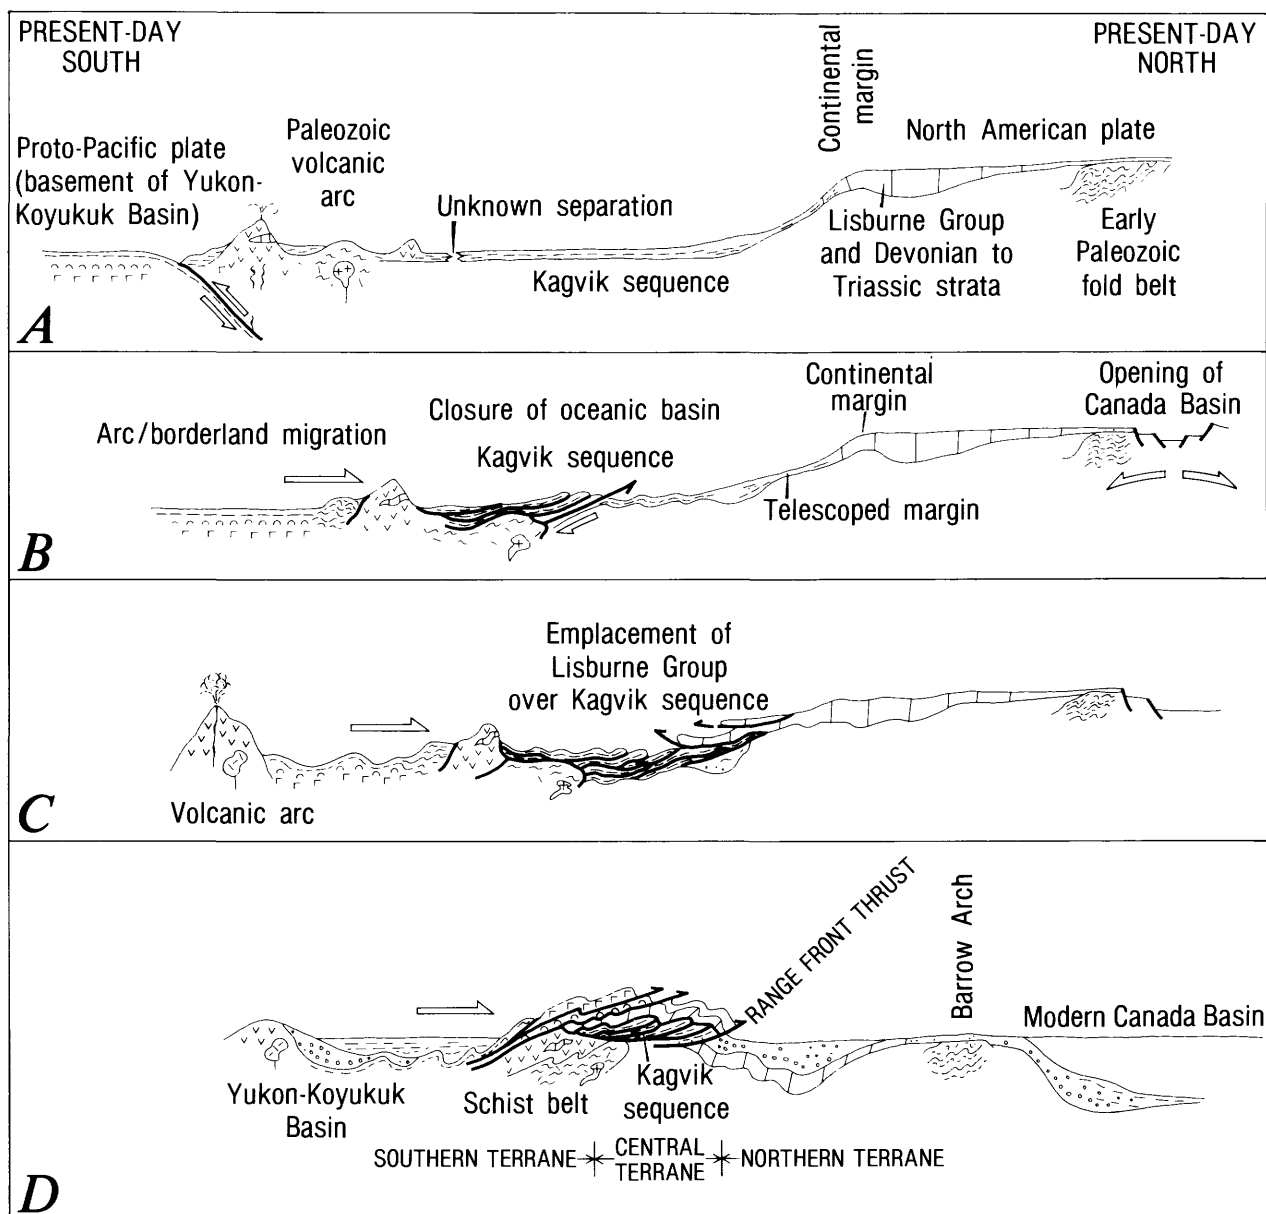 PRESENT-DAY
SOUTH
PRESENT-DAY
NORTH
Continental
margin
North American plate
Paleozoic
volcanic
arc
Proto-Pacific plate
(basement of Yukon-
Koyukuk Basin)
Unknown separation
Kagvik sequence
Lisburne Group
and Devonian to
Triassic strata
Early
Paleozoic
fold belt
A
Continental
margin
Opening of
Canada Basin
Closure of oceanic basin
Arc/borderland migration
Kagvik sequence
Telescoped margin
B
Emplacement of
Lisburne Group
over Kagvik sequence
Volcanic arc
C
RANGE FRONT THRUST
Barrow Arch
Modern Canada Basin
Yukon-Koyukuk
Basin
Schist belt
Kagvik
sequence
SOUTHERN TERRANE
CENTRAL
TERRANE
NORTHERN TERRANE
D